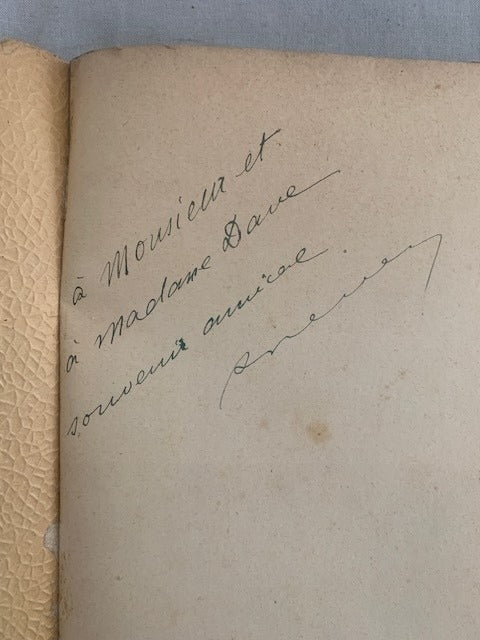 à Monsieur et
à madame Dave
souvenir amical